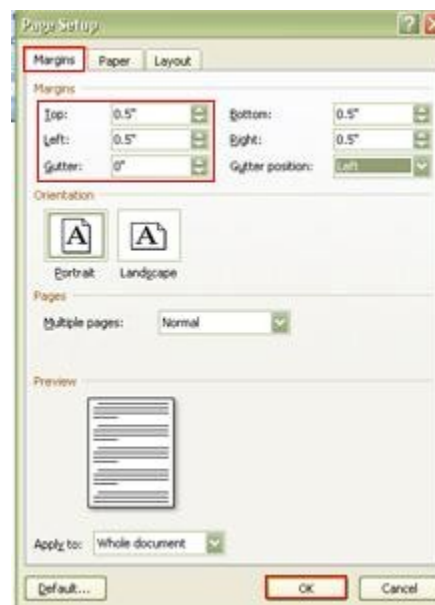 Page Setup
Margins Paper Layout
Margins
Top: 0.5" Bottom: 0.5"
Left: 0.5" Right: 0.5"
Gutter: 0" Gutter position: Left
Orientation
A A
Portrait Landscape
Pages
Multiple pages: Normal
Preview
Apply to: Whole document
Default... OK Cancel